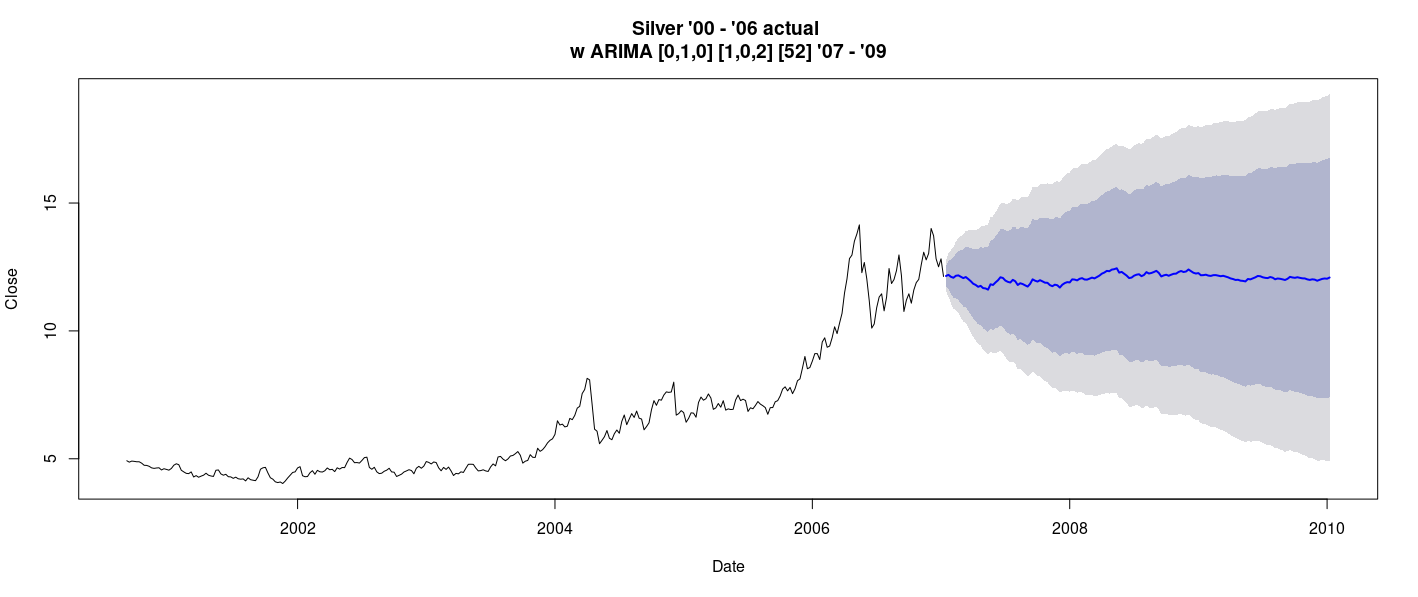 Silver '00 - '06 actual
w ARIMA [0,1,0] [1,0,2] [52] '07 - '09
Close
15
10
5
2002
2004
2006
2008
2010
Date